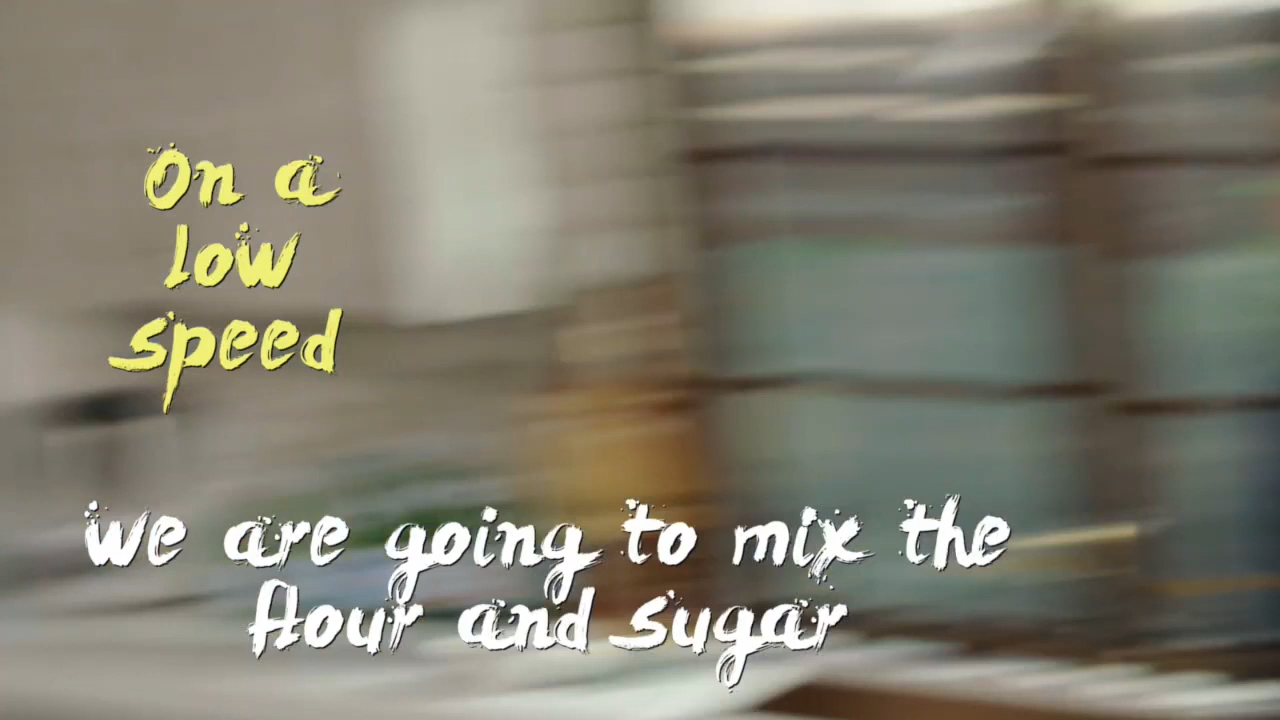 On a
low
speed
we are going to mix the
flour and sugar